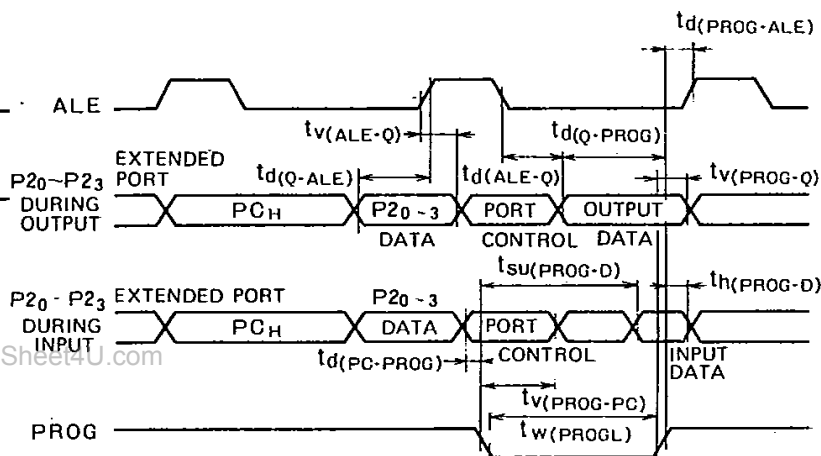 td(PROG-ALE)
ALE
tv(ALE-Q)
td(Q-PROG)
EXTENDED PORT
td(Q-ALE)
td(ALE-Q)
tv(PROG-Q)
P20~P23
DURING
OUTPUT
PCH
P20~3
PORT
OUTPUT
DATA
CONTROL
DATA
tsu(PROG-D)
th(PROG-D)
P20-P23
EXTENDED PORT
P20~3
DURING
INPUT
PCH
DATA
PORT
Sheet4U.com
td(PC-PROG)
CONTROL
INPUT
DATA
tv(PROG-PC)
PROG
tw(PROGL)